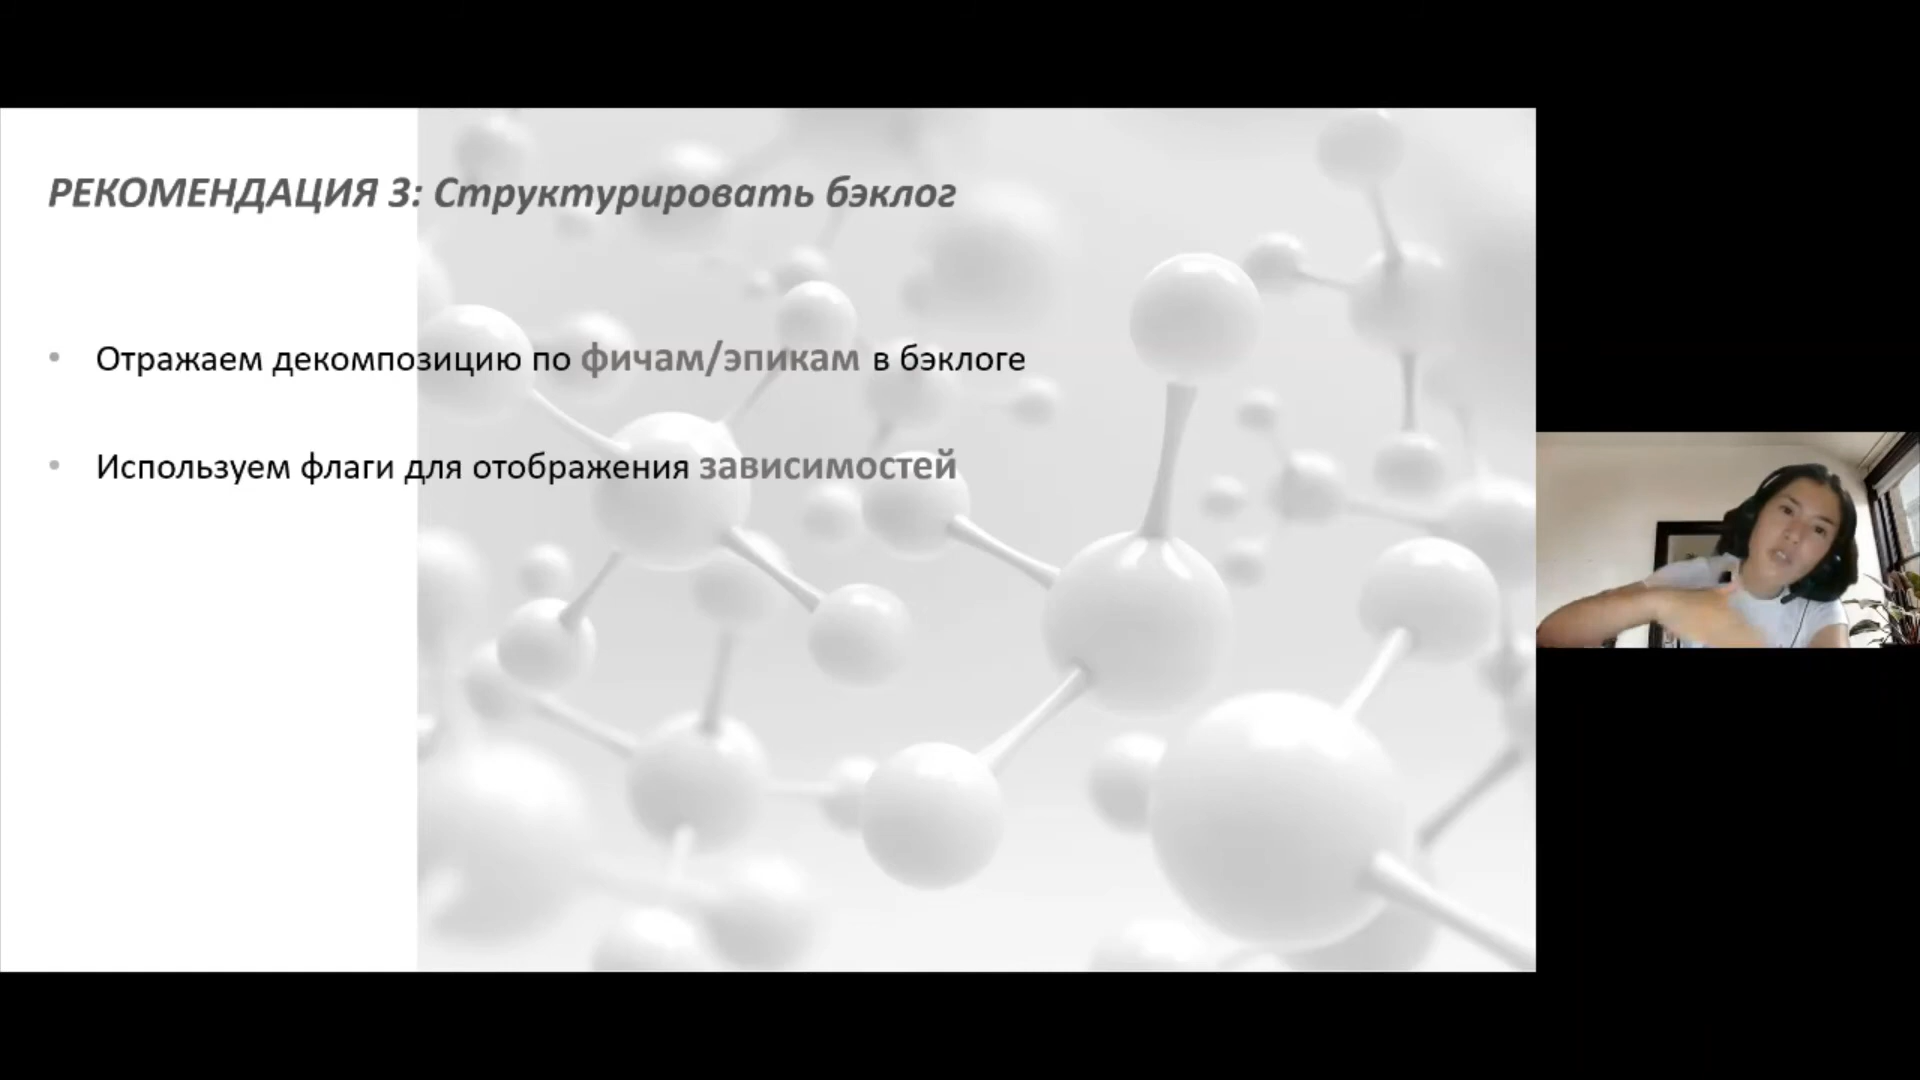 РЕКОМЕНДАЦИЯ 3: Структурировать бэклог
• Отражаем декомпозицию по фичам/эпикам в бэклоге
• Используем флаги для отображения зависимостей